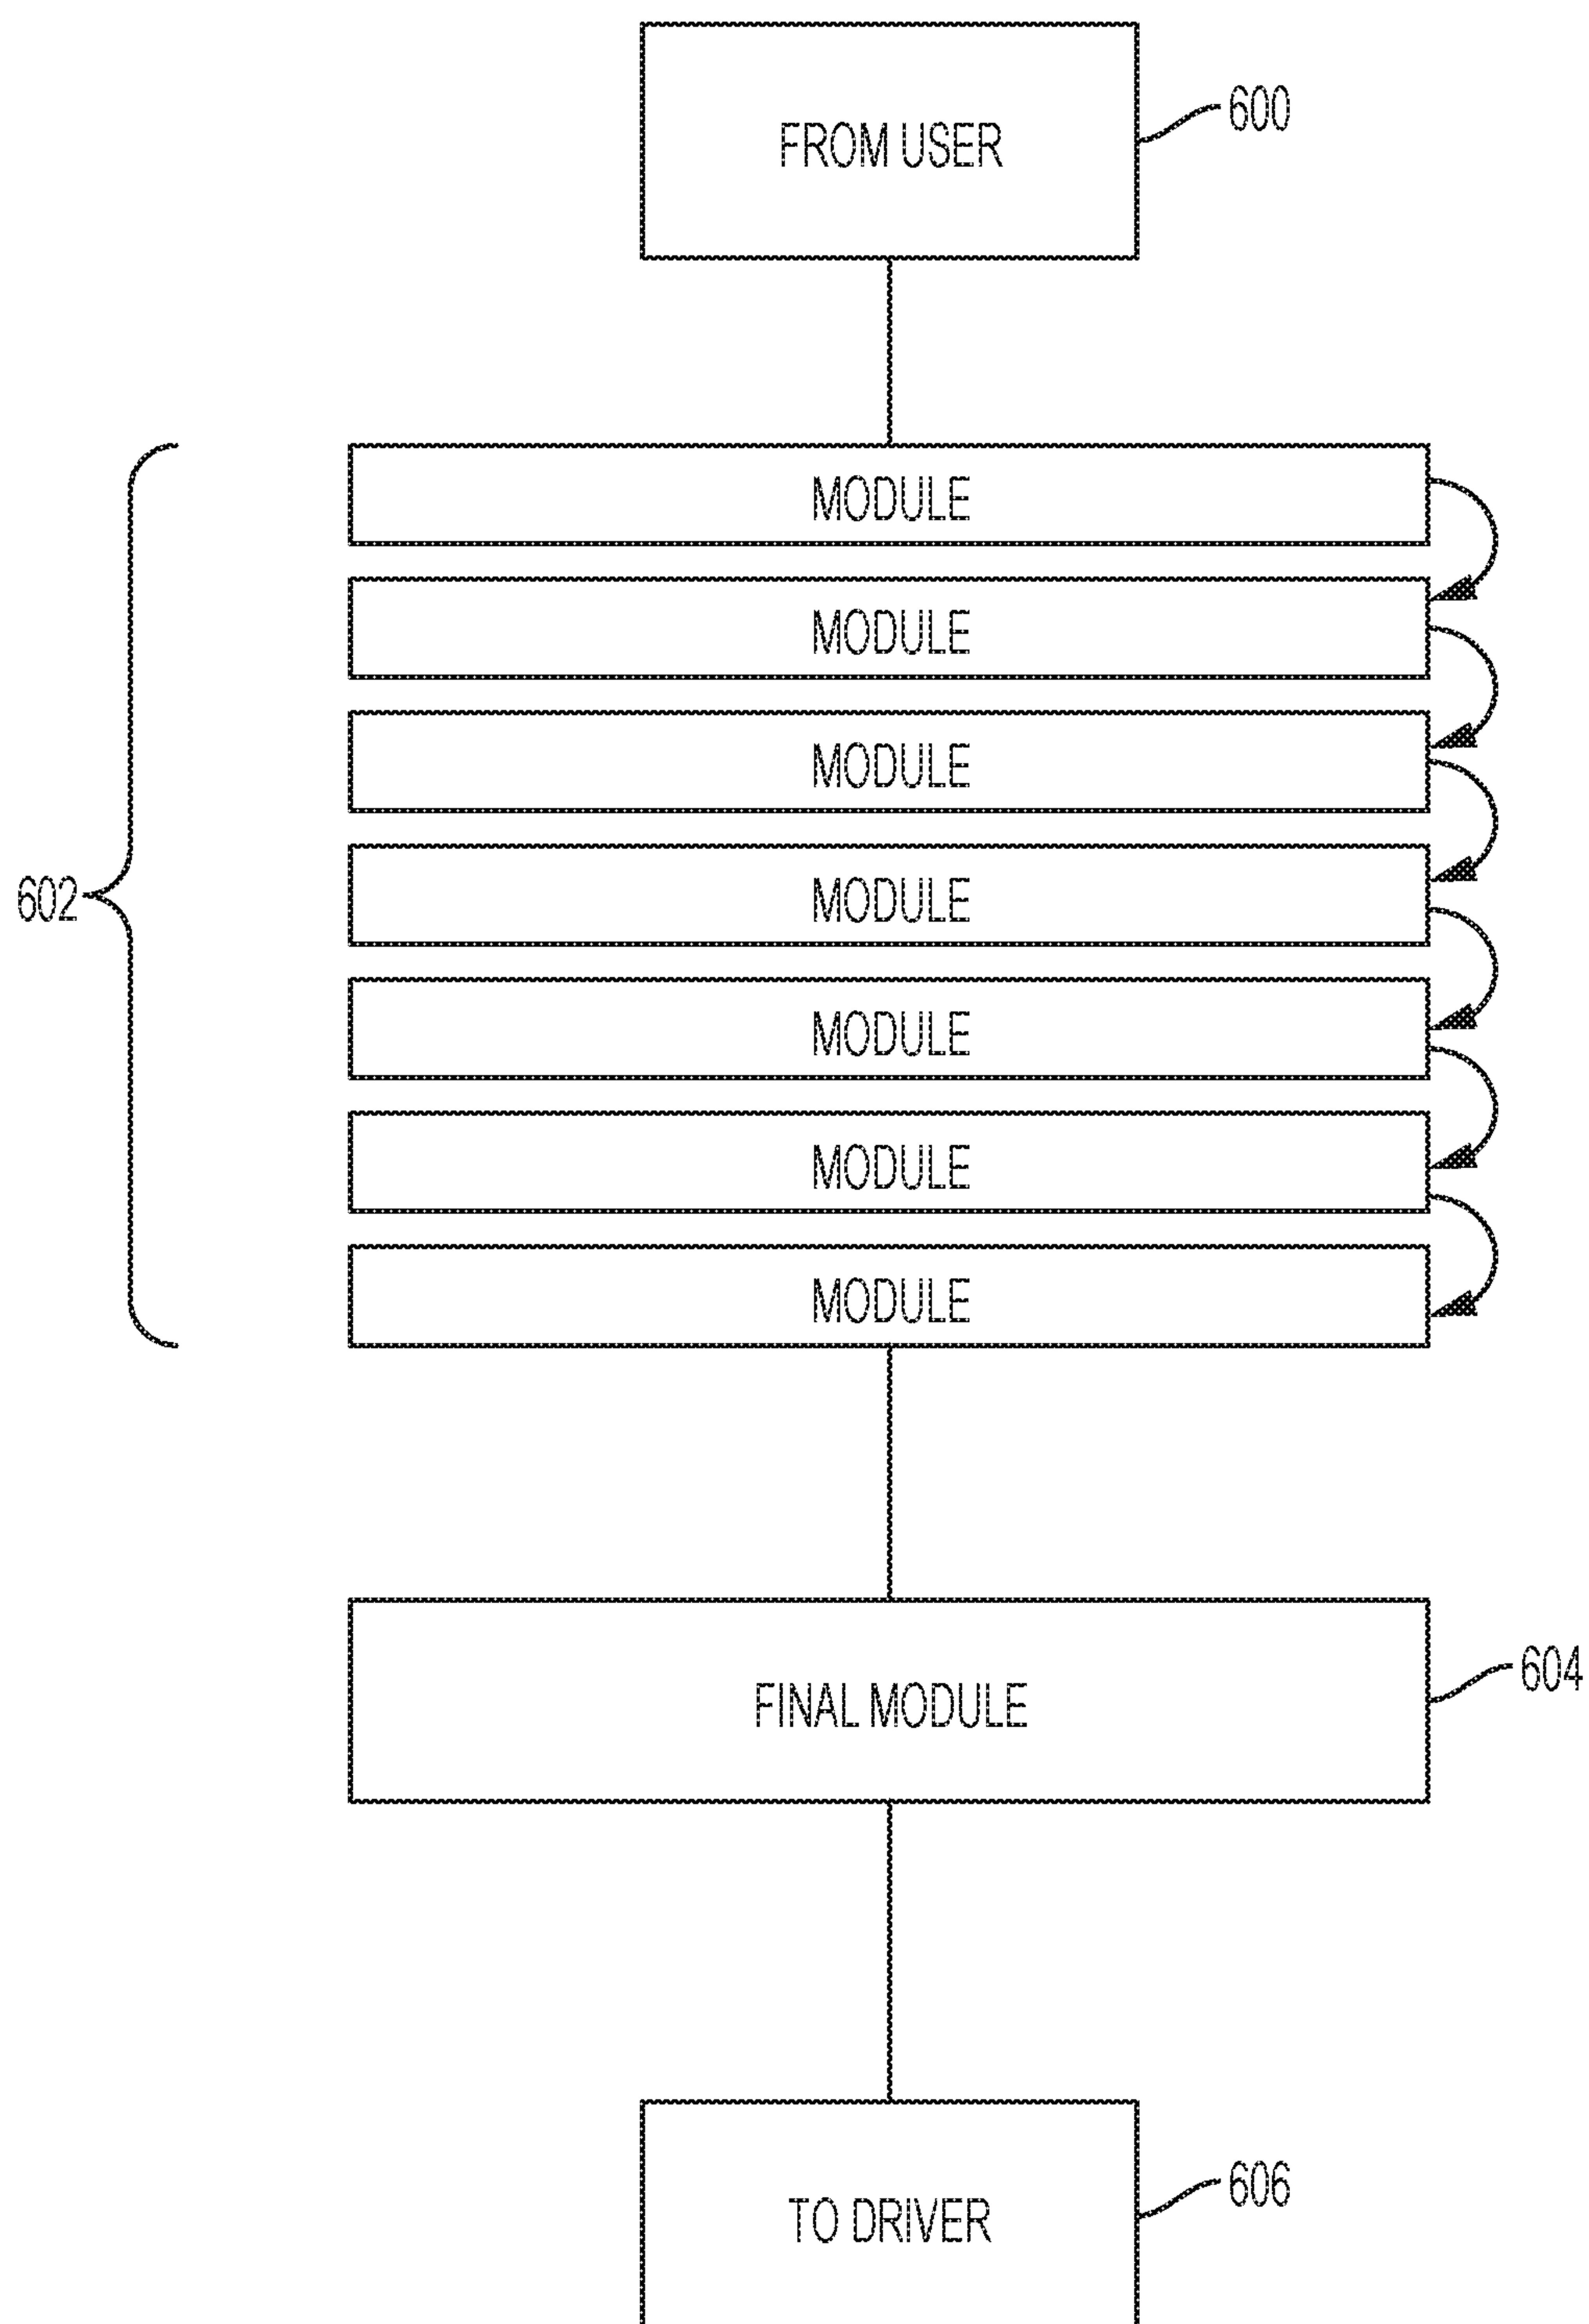 FROM USER
600
MODULE
MODULE
MODULE
MODULE
602
MODULE
MODULE
MODULE
FINAL MODULE
604
TO DRIVER
606